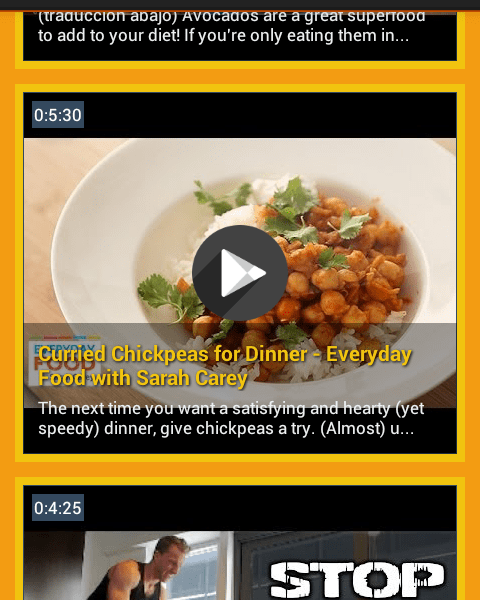 (traducción abajo) Avocados are a great superfood
to add to your diet! If you're only eating them in...
0:5:30
EVERYDAY
FOOD
Curried Chickpeas for Dinner - Everyday
Food with Sarah Carey
The next time you want a satisfying and hearty (yet
speedy) dinner, give chickpeas a try. (Almost) u...
0:4:25
STOP